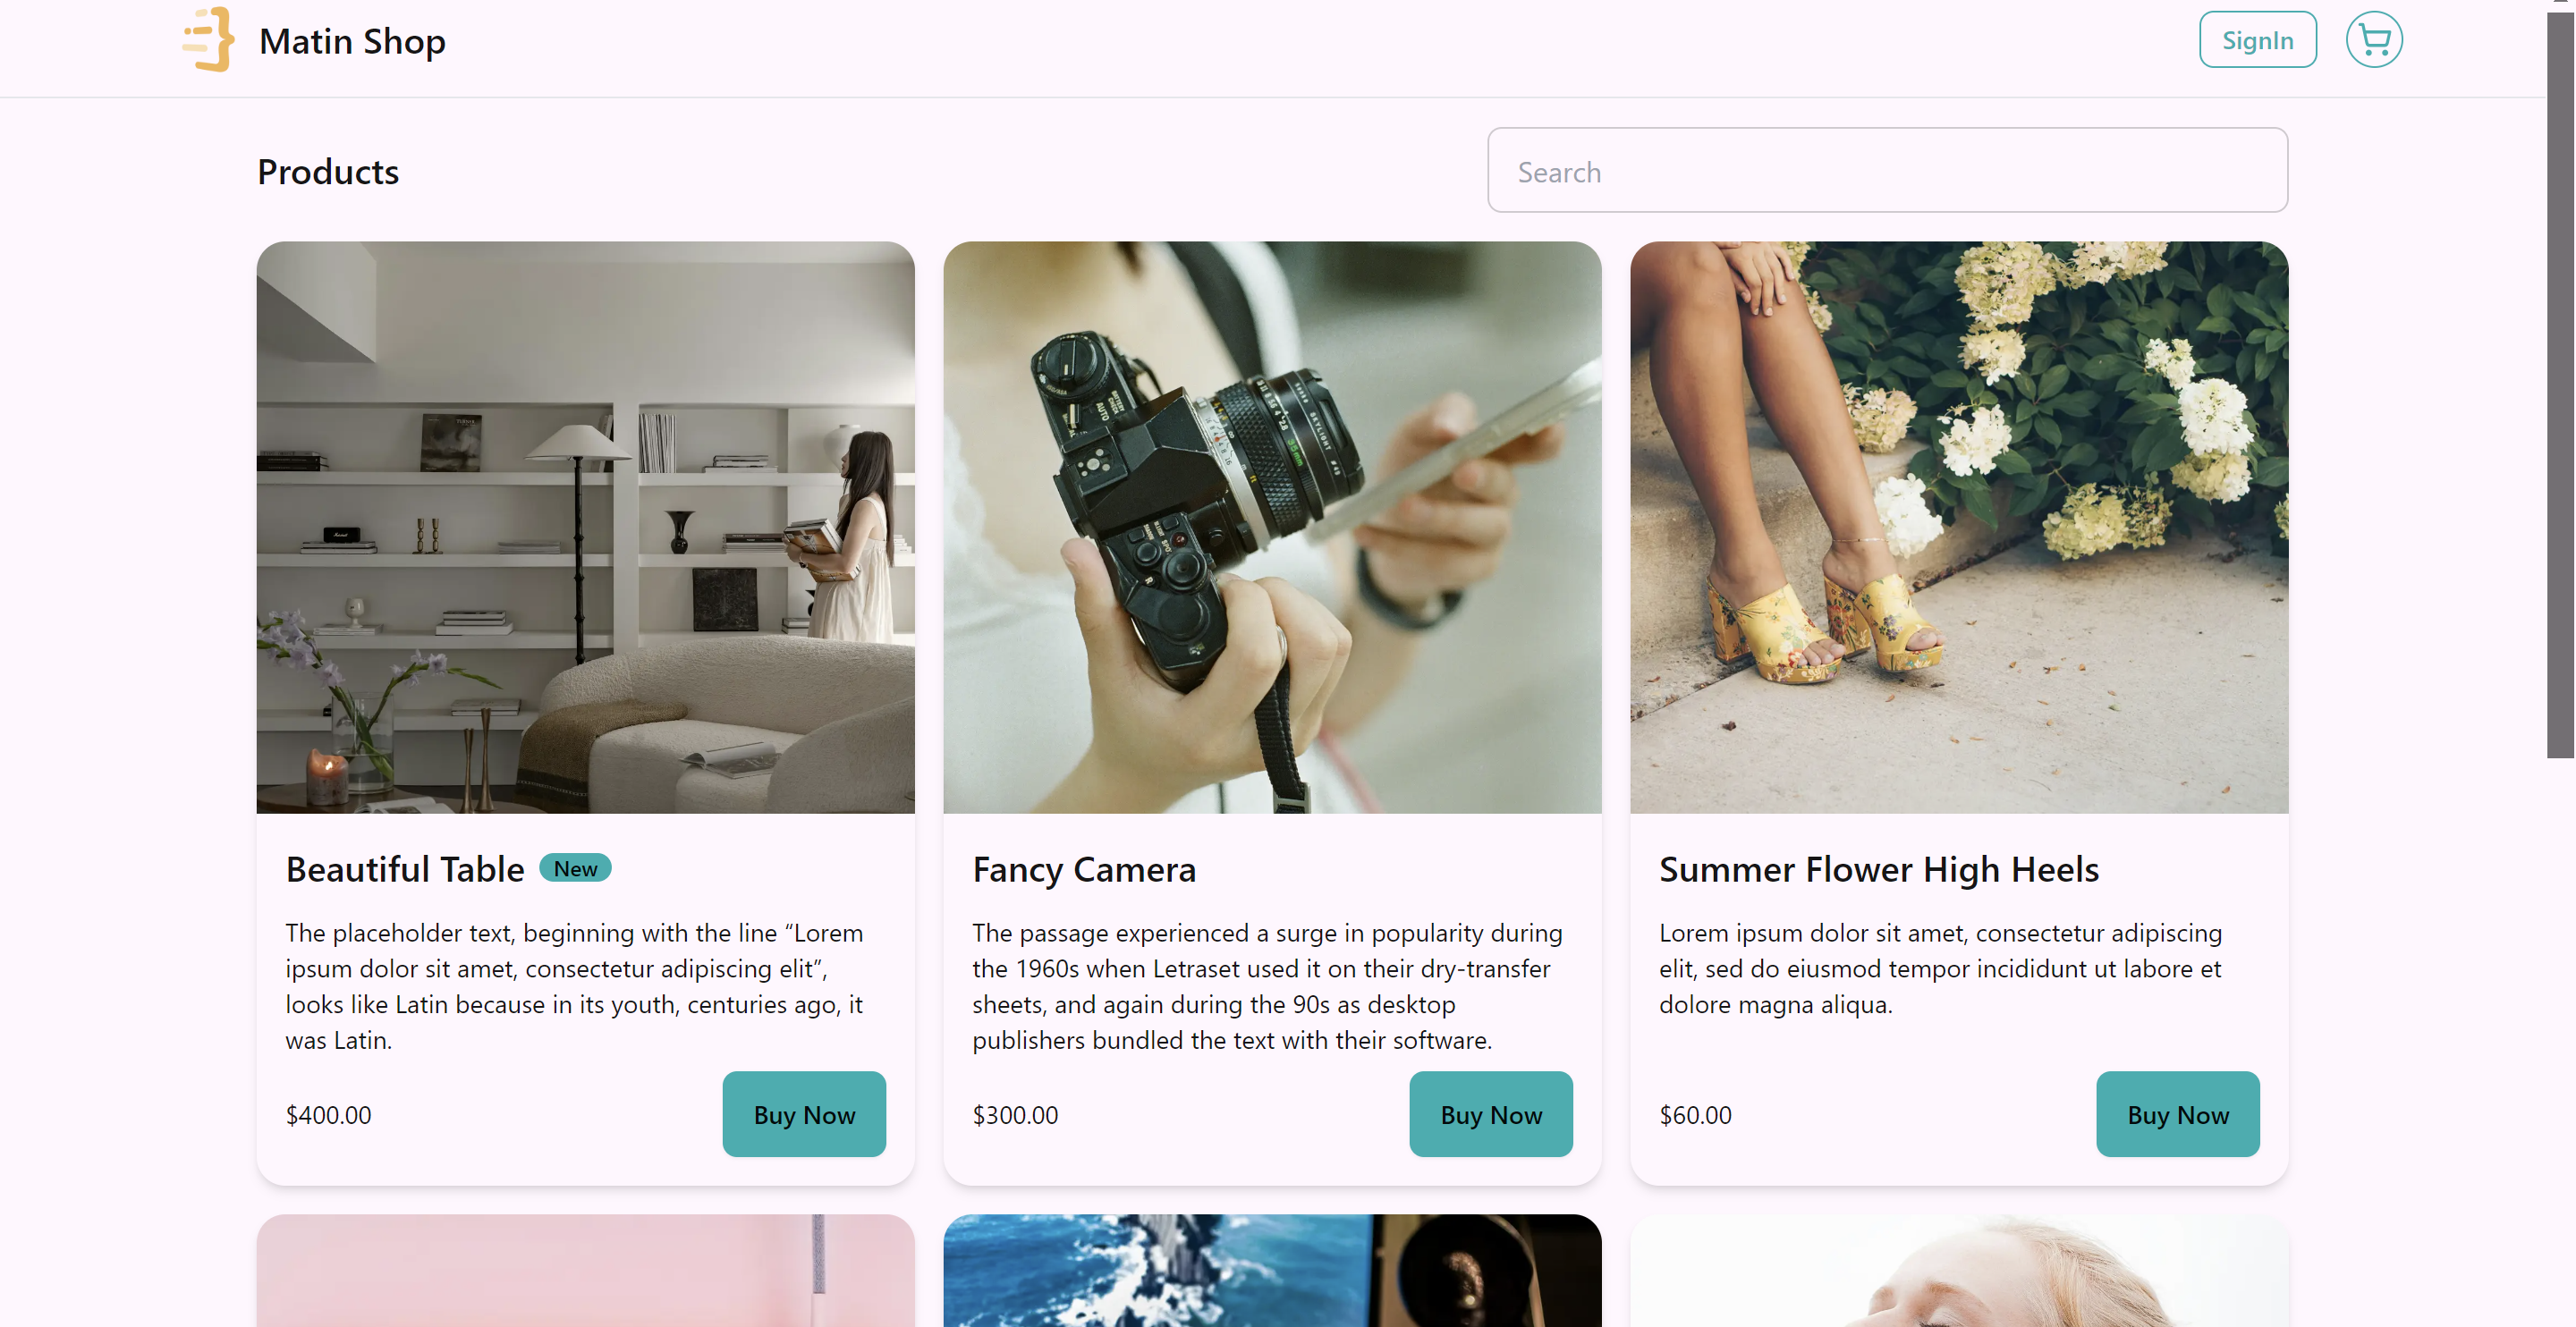 Matin Shop
SignIn
Products
Search
AUTO
35mm
Beautiful Table
New
The placeholder text, beginning with the line “Lorem
ipsum dolor sit amet, consectetur adipiscing elit”,
looks like Latin because in its youth, centuries ago, it
was Latin.
$400.00
Buy Now
Fancy Camera
The passage experienced a surge in popularity during
the 1960s when Letraset used it on their dry-transfer
sheets, and again during the 90s as desktop
publishers bundled the text with their software.
$300.00
Buy Now
Summer Flower High Heels
Lorem ipsum dolor sit amet, consectetur adipiscing
elit, sed do eiusmod tempor incididunt ut labore et
dolore magna aliqua.
$60.00
Buy Now